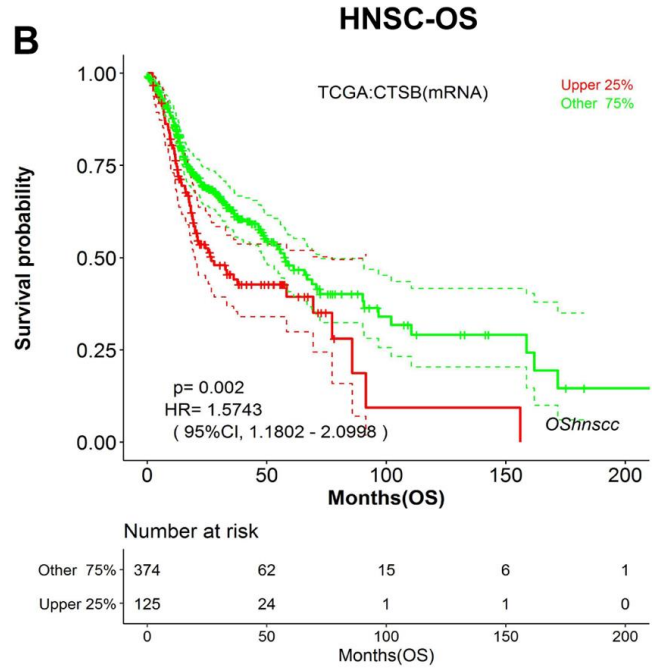 HNSC-OS
B
TCGA:CTSB(mRNA)
Upper 25%
Other 75%
Survival probability
1.00
0.75
0.50
0.25
0.00
p= 0.002
HR= 1.5743
( 95%CI, 1.1802 - 2.0998 )
OShnscc
0 50 100 150 200
Months(OS)
Number at risk
Other 75% 374 62 15 6 1
Upper 25% 125 24 1 1 0
0 50 100 150 200
Months(OS)